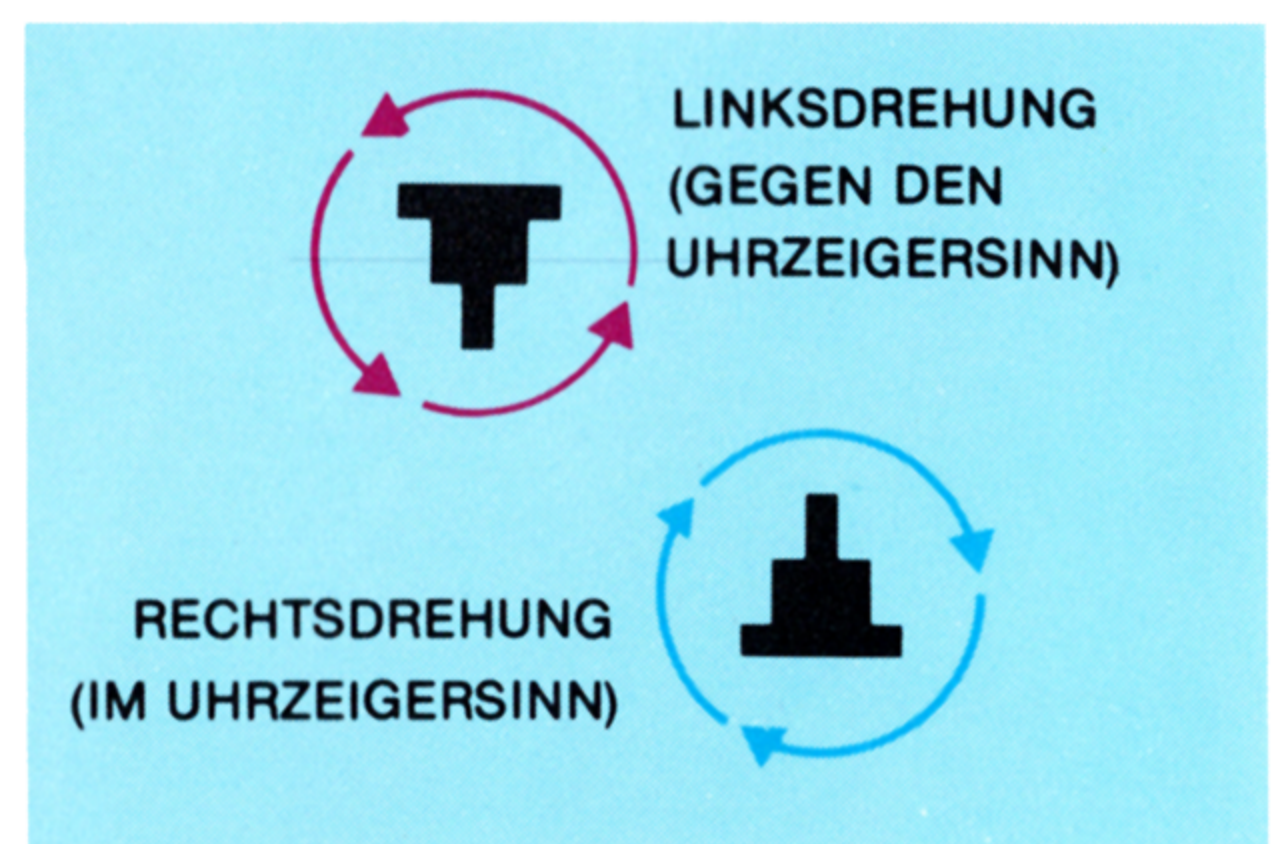 LINKSDREHUNG
(GEGEN DEN
UHRZEIGERSINN)
RECHTSDREHUNG
(IM UHRZEIGERSINN)